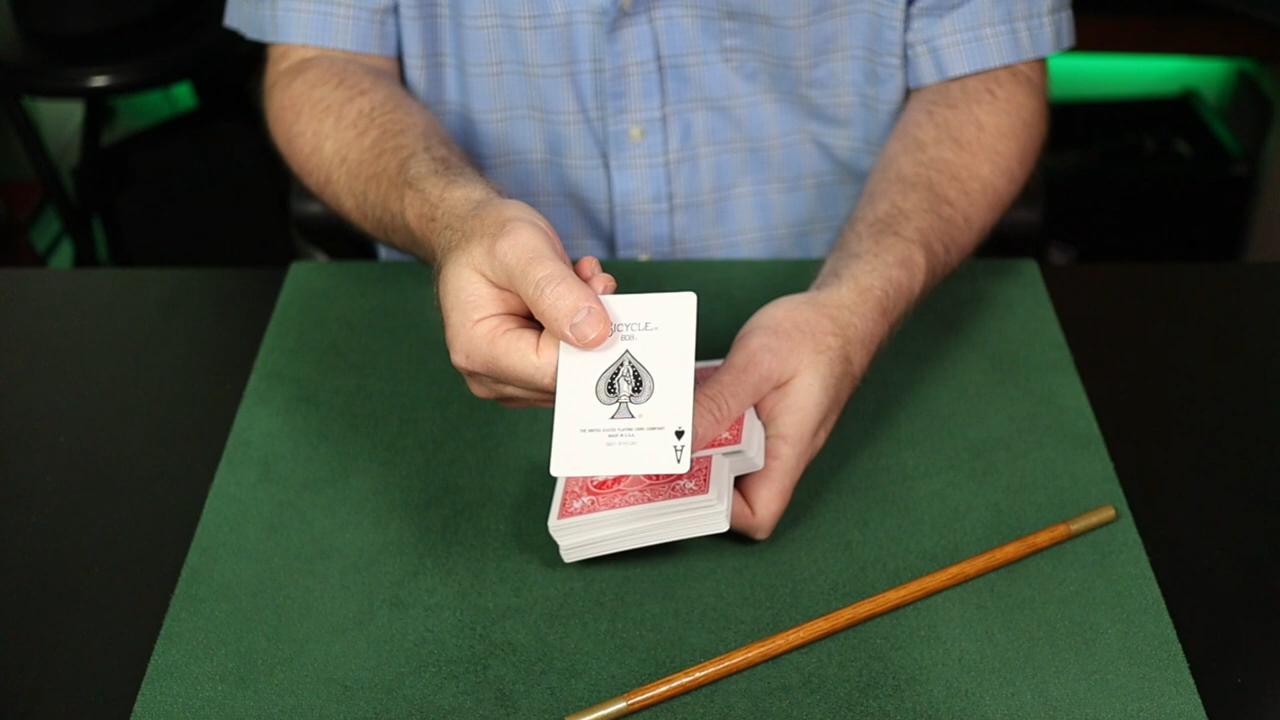 BICYCLE
808
THE UNITED STATES PLAYING CARD COMPANY
MADE IN U.S.A.
A